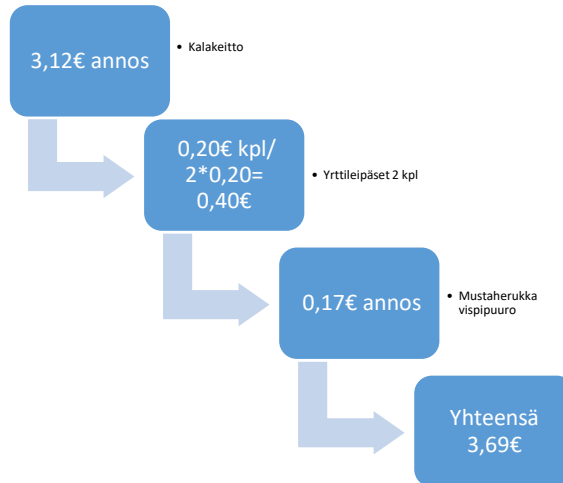 3,12€ annos
• Kalakeitto
0,20€ kpl/
2*0,20=
0,40€
• Yrttileipäset 2 kpl
0,17€ annos
• Mustaherukka
vispipuuro
Yhteensä
3,69€